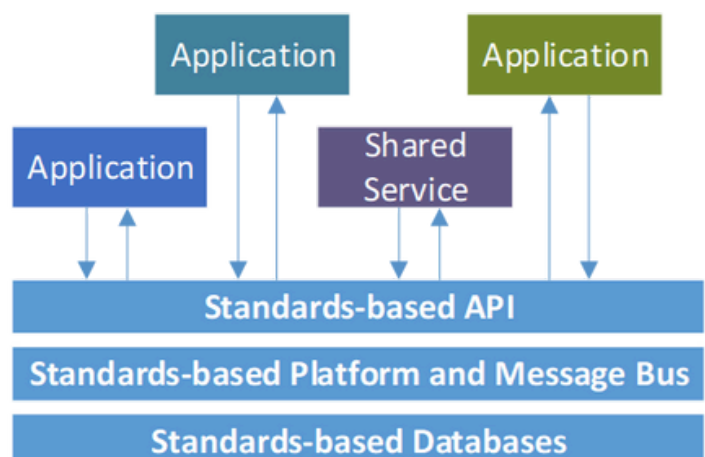 Application
Application
Application
Shared
Service
Standards-based API
Standards-based Platform and Message Bus
Standards-based Databases